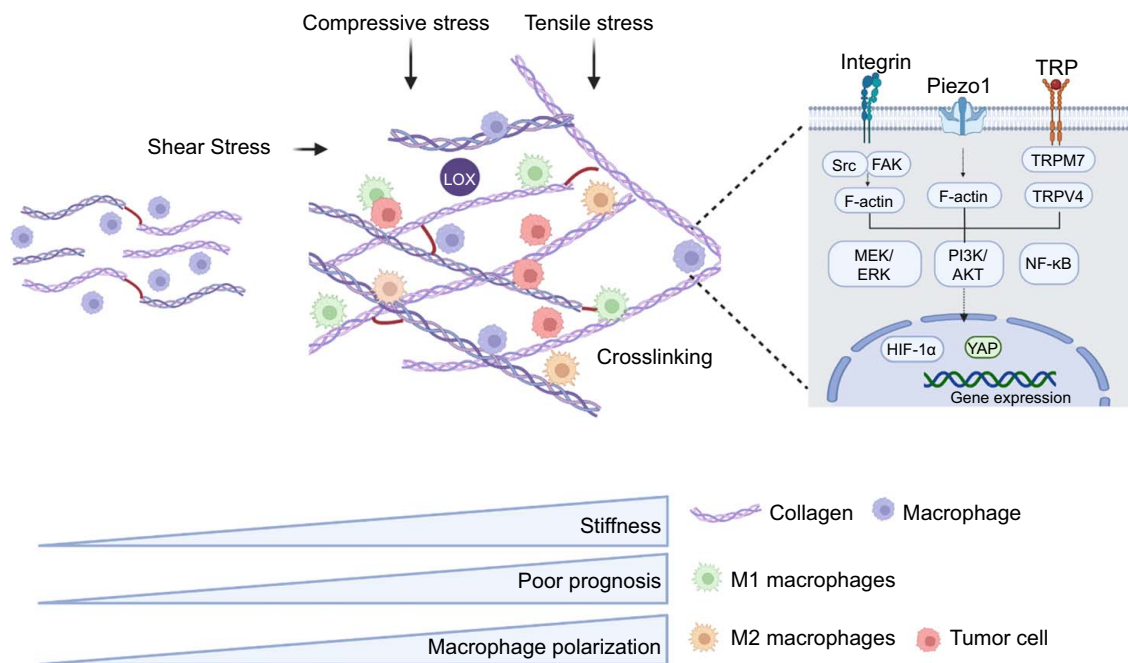 Compressive stress
Tensile stress
Shear Stress
LOX
Crosslinking
Integrin
Piezo1
TRP
Src
FAK
TRPM7
F-actin
F-actin
TRPV4
MEK/
ERK
PI3K/
AKT
NF-κB
HIF-1α
YAP
Gene expression
Stiffness
Poor prognosis
Macrophage polarization
Collagen
Macrophage
M1 macrophages
M2 macrophages
Tumor cell